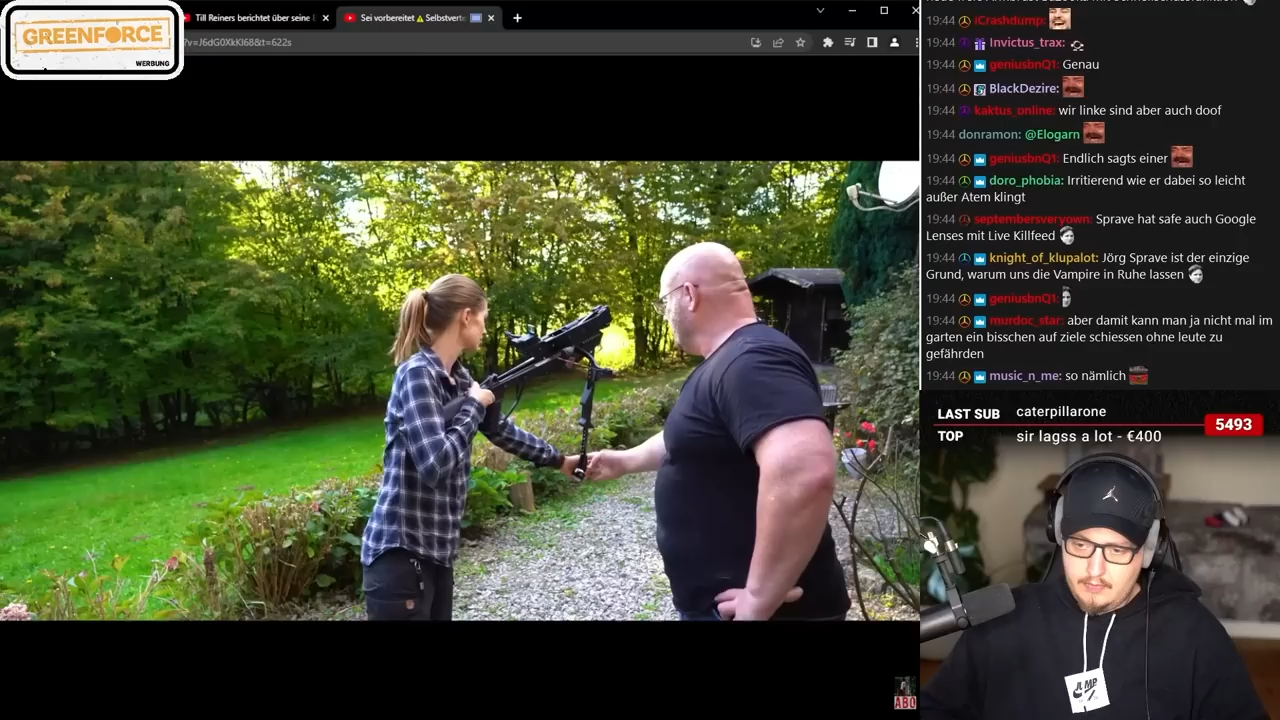 GREENFORCE
WERBUNG
Till Reiners berichtet über seine
Sei vorbereitet ⚠ Selbstverte
?v=J6dG0XkKl68&t=622s
19:44 iCrashdump:
19:44 Invictus_trax:
19:44 geniusbnQ1: Genau
19:44 BlackDezire:
19:44 kaktus_online: wir linke sind aber auch doof
19:44 donramon: @Elogarn
19:44 geniusbnQ1: Endlich sagts einer
19:44 doro_phobia: Irritierend wie er dabei so leicht
außer Atem klingt
19:44 septembersveryown: Sprave hat safe auch Google
Lenses mit Live Killfeed
19:44 knight_of_klupalot: Jörg Sprave ist der einzige
Grund, warum uns die Vampire in Ruhe lassen
19:44 geniusbnQ1:
19:44 murdoc_star: aber damit kann man ja nicht mal im
garten ein bisschen auf ziele schiessen ohne leute zu
gefährden
19:44 music_n_me: so nämlich
LAST SUB caterpillarone
TOP sir lagss a lot - €400
5493
ABO
JUMP